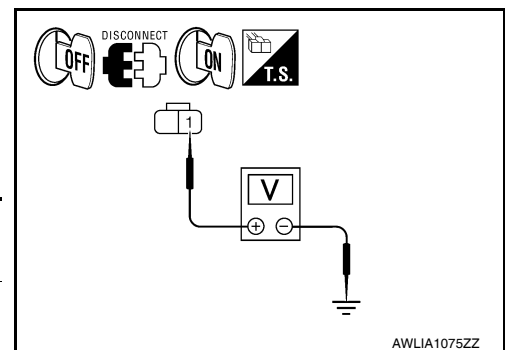 OFF
DISCONNECT
ON
T.S.
1
V
+ −
AWLIA1075ZZ